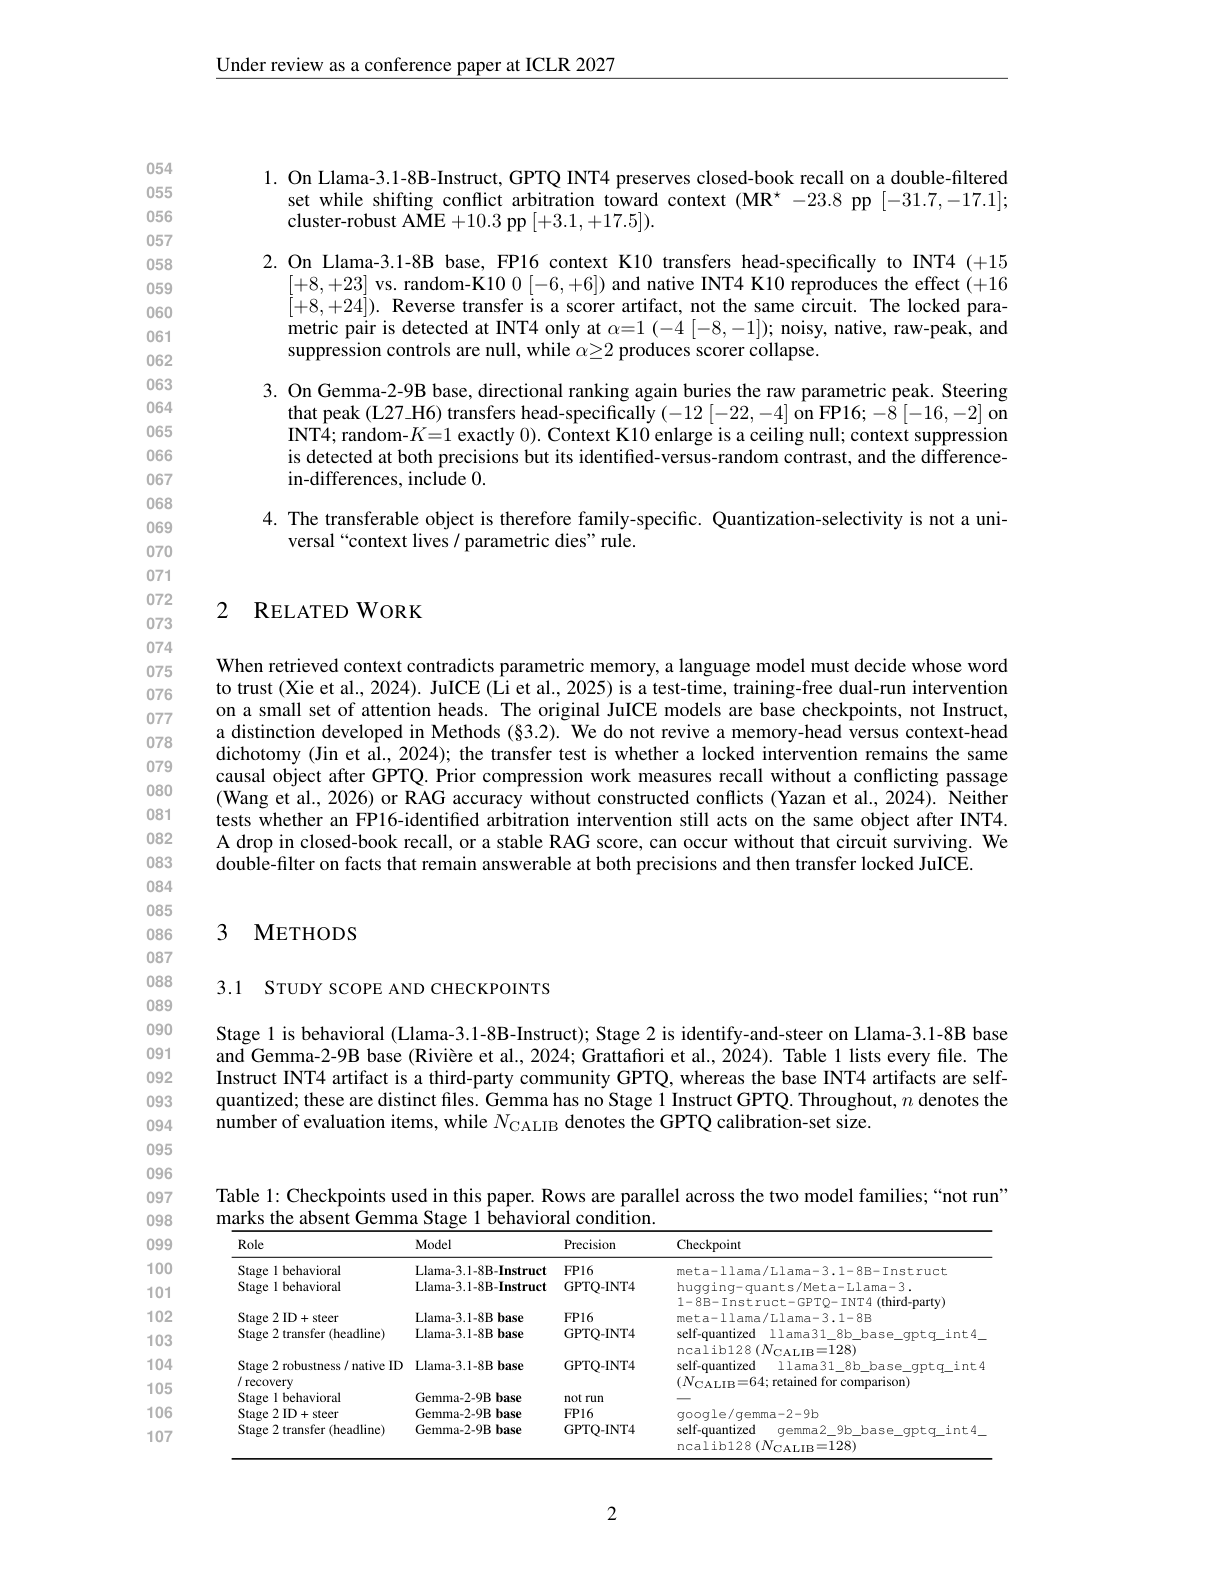 Under review as a conference paper at ICLR 2027
054
055
056
057
058
059
060
061
062
063
064
065
066
067
068
069
070
071
072
073
074
075
076
077
078
079
080
081
082
083
084
085
086
087
088
089
090
091
092
093
094
095
096
097
098
099
100
101
102
103
104
105
106
107
1. On Llama-3.1-8B-Instruct, GPTQ INT4 preserves closed-book recall on a double-filtered
set while shifting conflict arbitration toward context (MR⋆ −23.8 pp [−31.7, −17.1];
cluster-robust AME +10.3 pp [+3.1, +17.5]).
2. On Llama-3.1-8B base, FP16 context K10 transfers head-specifically to INT4 (+15
[+8, +23] vs. random-K10 0 [−6, +6]) and native INT4 K10 reproduces the effect (+16
[+8, +24]). Reverse transfer is a scorer artifact, not the same circuit. The locked para-
metric pair is detected at INT4 only at α=1 (−4 [−8, −1]); noisy, native, raw-peak, and
suppression controls are null, while α≥2 produces scorer collapse.
3. On Gemma-2-9B base, directional ranking again buries the raw parametric peak. Steering
that peak (L27_H6) transfers head-specifically (−12 [−22, −4] on FP16; −8 [−16, −2] on
INT4; random-K=1 exactly 0). Context K10 enlarge is a ceiling null; context suppression
is detected at both precisions but its identified-versus-random contrast, and the difference-
in-differences, include 0.
4. The transferable object is therefore family-specific. Quantization-selectivity is not a uni-
versal “context lives / parametric dies” rule.
2 RELATED WORK
When retrieved context contradicts parametric memory, a language model must decide whose word
to trust (Xie et al., 2024). JuICE (Li et al., 2025) is a test-time, training-free dual-run intervention
on a small set of attention heads. The original JuICE models are base checkpoints, not Instruct,
a distinction developed in Methods (§3.2). We do not revive a memory-head versus context-head
dichotomy (Jin et al., 2024); the transfer test is whether a locked intervention remains the same
causal object after GPTQ. Prior compression work measures recall without a conflicting passage
(Wang et al., 2026) or RAG accuracy without constructed conflicts (Yazan et al., 2024). Neither
tests whether an FP16-identified arbitration intervention still acts on the same object after INT4.
A drop in closed-book recall, or a stable RAG score, can occur without that circuit surviving. We
double-filter on facts that remain answerable at both precisions and then transfer locked JuICE.
3 METHODS
3.1 STUDY SCOPE AND CHECKPOINTS
Stage 1 is behavioral (Llama-3.1-8B-Instruct); Stage 2 is identify-and-steer on Llama-3.1-8B base
and Gemma-2-9B base (Rivière et al., 2024; Grattafiori et al., 2024). Table 1 lists every file. The
Instruct INT4 artifact is a third-party community GPTQ, whereas the base INT4 artifacts are self-
quantized; these are distinct files. Gemma has no Stage 1 Instruct GPTQ. Throughout, n denotes the
number of evaluation items, while N_CALIB denotes the GPTQ calibration-set size.
Table 1: Checkpoints used in this paper. Rows are parallel across the two model families; “not run”
marks the absent Gemma Stage 1 behavioral condition.
Role Model Precision Checkpoint
Stage 1 behavioral Llama-3.1-8B-Instruct FP16 meta-llama/Llama-3.1-8B-Instruct
Stage 1 behavioral Llama-3.1-8B-Instruct GPTQ-INT4 hugging-quants/Meta-Llama-3.
1-8B-Instruct-GPTQ-INT4 (third-party)
Stage 2 ID + steer Llama-3.1-8B base FP16 meta-llama/Llama-3.1-8B
Stage 2 transfer (headline) Llama-3.1-8B base GPTQ-INT4 self-quantized llama31_8b_base_gptq_int4_
ncalib128 (N_CALIB=128)
Stage 2 robustness / native ID Llama-3.1-8B base GPTQ-INT4 self-quantized llama31_8b_base_gptq_int4
/ recovery (N_CALIB=64; retained for comparison)
Stage 1 behavioral Gemma-2-9B base not run —
Stage 2 ID + steer Gemma-2-9B base FP16 google/gemma-2-9b
Stage 2 transfer (headline) Gemma-2-9B base GPTQ-INT4 self-quantized gemma2_9b_base_gptq_int4_
ncalib128 (N_CALIB=128)
2